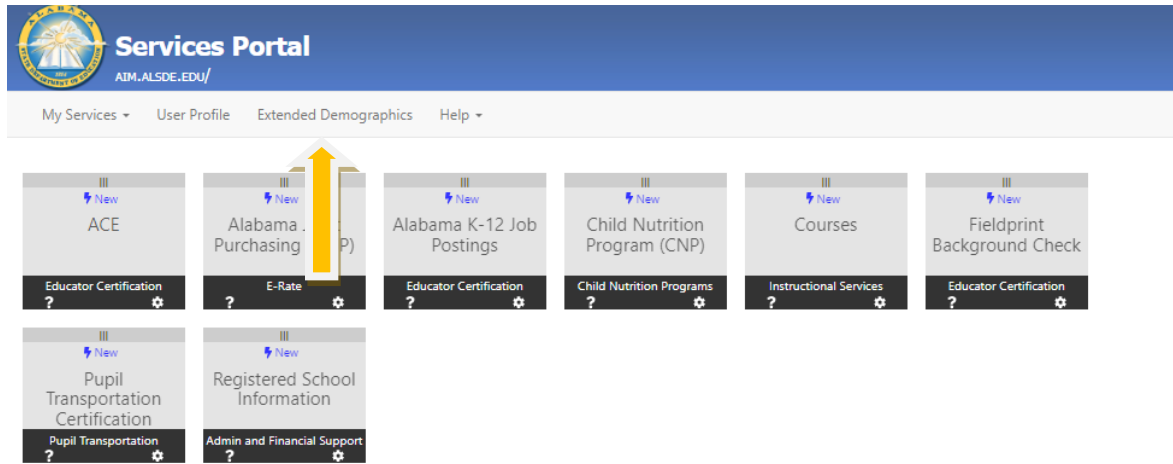 Services Portal
AIM.ALSDE.EDU/
My Services User Profile Extended Demographics Help
New New New New New New
ACE Alabama Alabama K-12 Job Child Nutrition Courses Fieldprint
Purchasing P) Postings Program (CNP) Background Check
Educator Certification E-Rate Educator Certification Child Nutrition Programs Instructional Services Educator Certification
? ? ? ? ? ?
New New
Pupil Registered School
Transportation Information
Certification
Pupil Transportation Admin and Financial Support
? ?